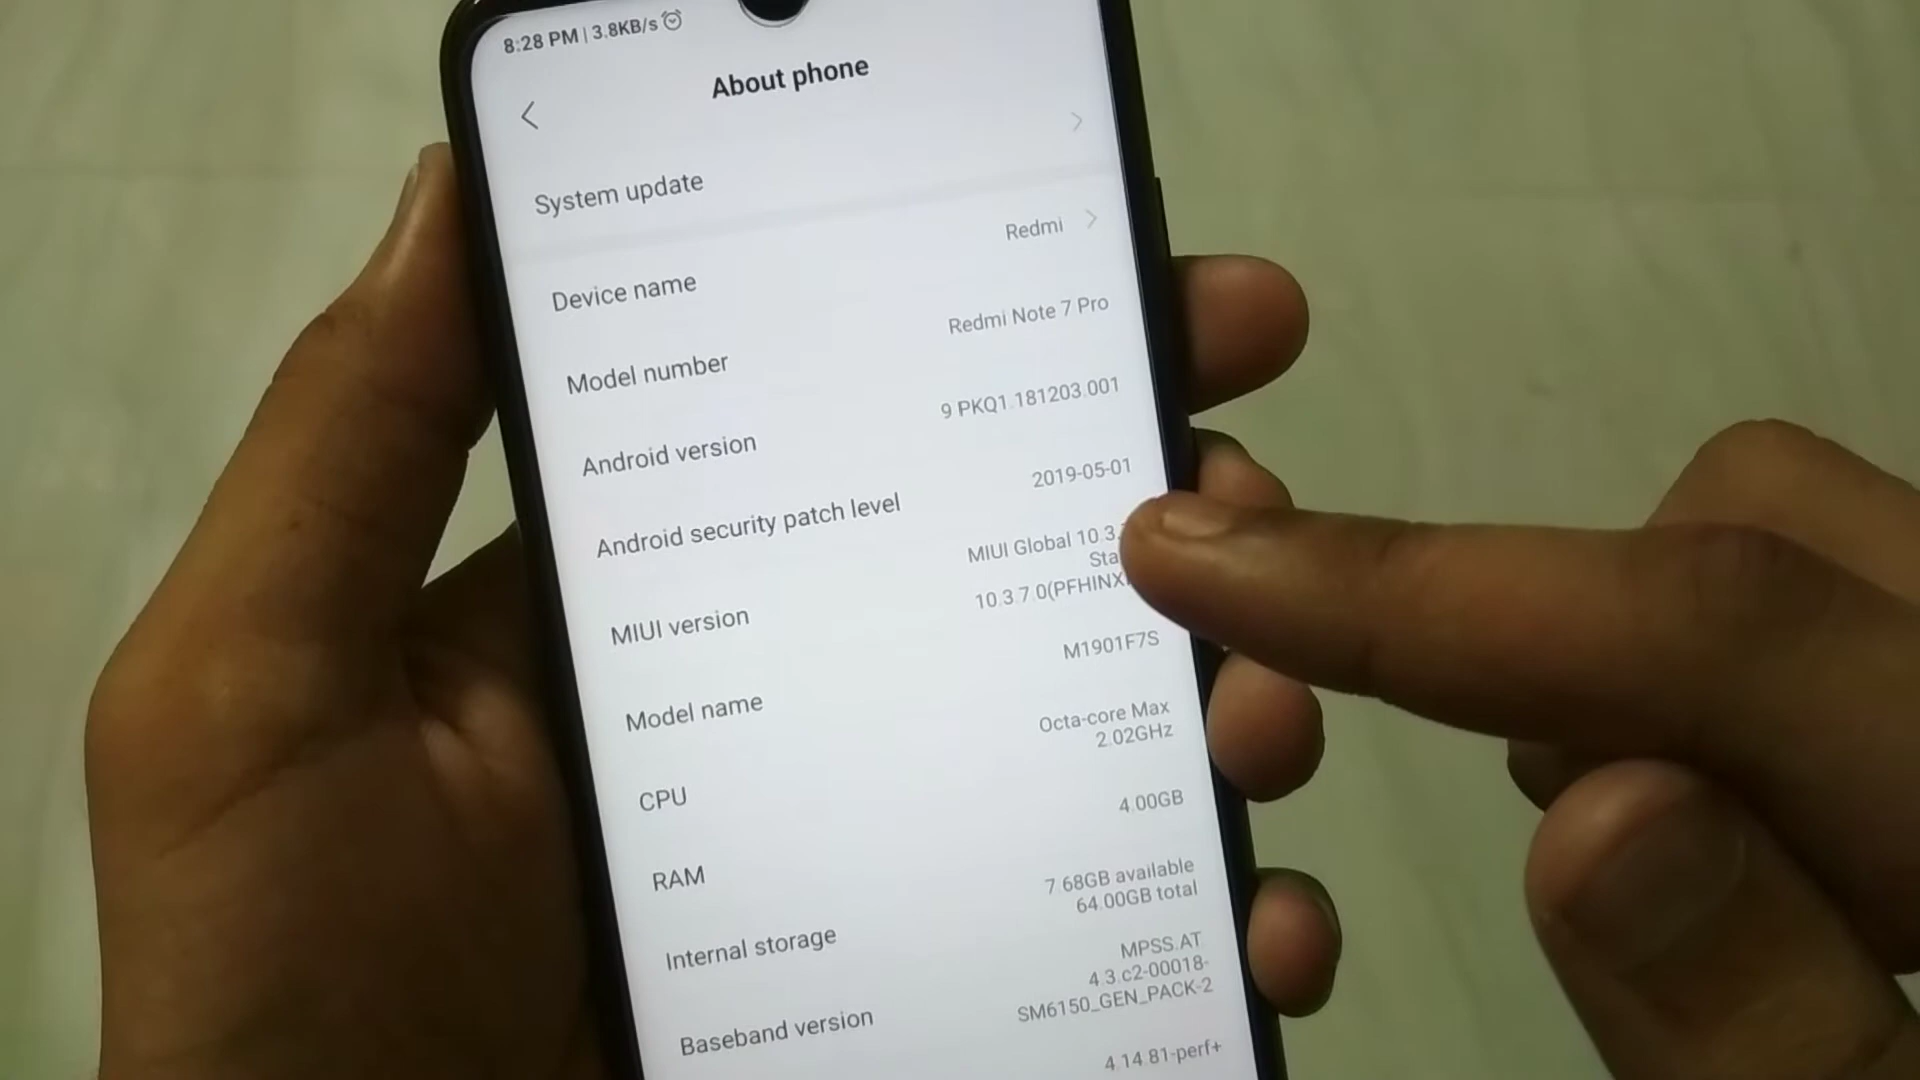 8:28 PM | 3.8KB/s
About phone
System update
Device name
Redmi
Model number
Redmi Note 7 Pro
Android version
9 PKQ1.181203.001
Android security patch level
2019-05-01
MIUI version
MIUI Global 10.3.
Sta
10.3.7.0(PFHINX
Model name
M1901F7S
CPU
Octa-core Max
2.02GHz
RAM
4.00GB
Internal storage
7.68GB available
64.00GB total
Baseband version
MPSS.AT
4.3.c2-00018-
SM6150_GEN_PACK-2
4.14.81-perf+